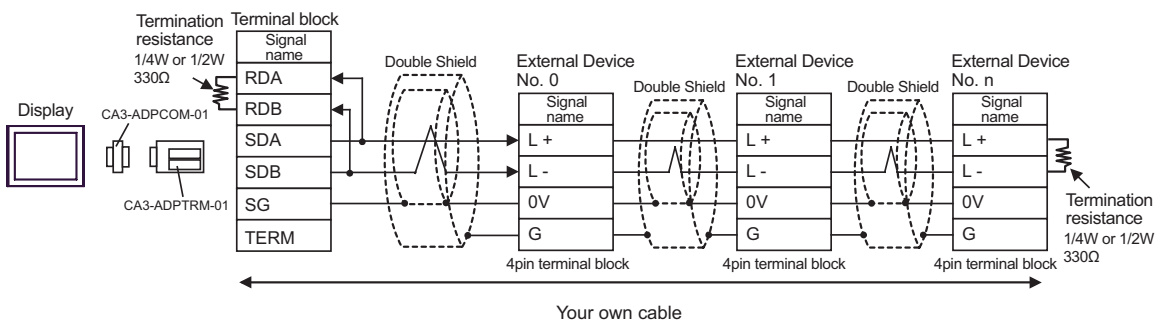 Termination
resistance
1/4W or 1/2W
330Ω
Terminal block
Signal
name
RDA
RDB
SDA
SDB
SG
TERM
Display
CA3-ADPCOM-01
CA3-ADPTRM-01
Double Shield
External Device
No. 0
Signal
name
L +
L -
0V
G
4pin terminal block
Double Shield
External Device
No. 1
Signal
name
L +
L -
0V
G
4pin terminal block
Double Shield
External Device
No. n
Signal
name
L +
L -
0V
G
4pin terminal block
Termination
resistance
1/4W or 1/2W
330Ω
Your own cable